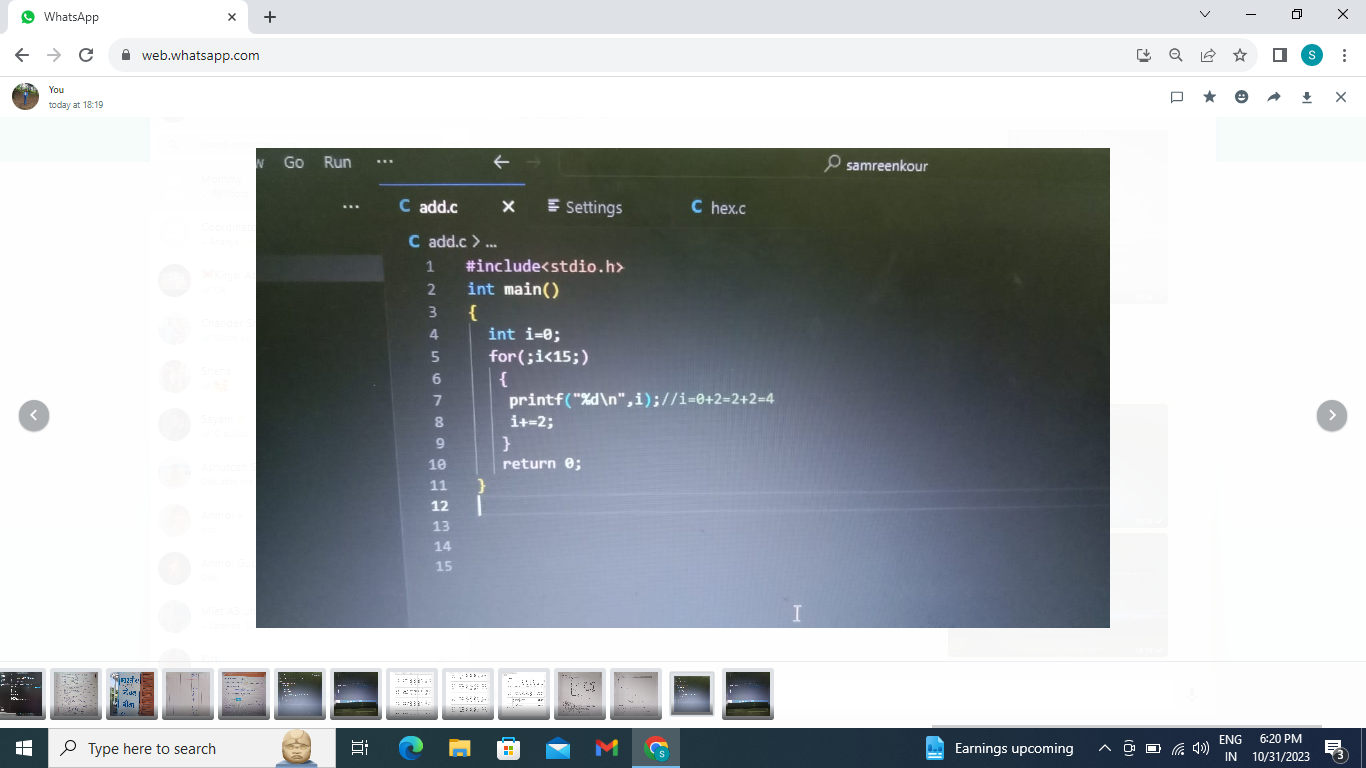 WhatsApp
web.whatsapp.com
S
You
today at 18:19
Go Run ...
samreenkour
... C add.c Settings C hex.c
C add.c > ...
1 #include<stdio.h>
2 int main()
3 {
4 int i=0;
5 for(;i<15;)
6 {
7 printf("%d\n",i);//i=0+2=2+2=4
8 i+=2;
9 }
10 return 0;
11 }
12
13
14
15
Type here to search
Earnings upcoming
ENG
IN
6:20 PM
10/31/2023
3